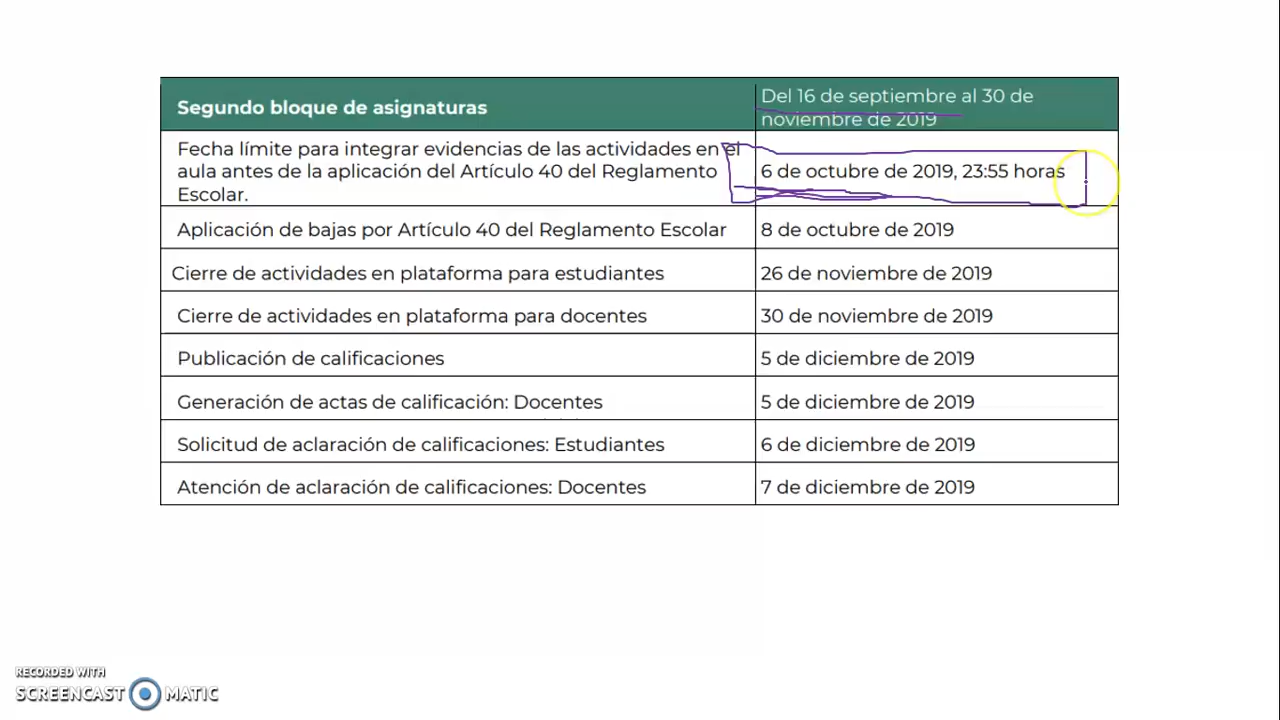 Segundo bloque de asignaturas
Del 16 de septiembre al 30 de
noviembre de 2019
Fecha límite para integrar evidencias de las actividades en el
aula antes de la aplicación del Artículo 40 del Reglamento
Escolar.
6 de octubre de 2019, 23:55 horas
Aplicación de bajas por Artículo 40 del Reglamento Escolar
8 de octubre de 2019
Cierre de actividades en plataforma para estudiantes
26 de noviembre de 2019
Cierre de actividades en plataforma para docentes
30 de noviembre de 2019
Publicación de calificaciones
5 de diciembre de 2019
Generación de actas de calificación: Docentes
5 de diciembre de 2019
Solicitud de aclaración de calificaciones: Estudiantes
6 de diciembre de 2019
Atención de aclaración de calificaciones: Docentes
7 de diciembre de 2019
RECORDED WITH
SCREENCAST MATIC